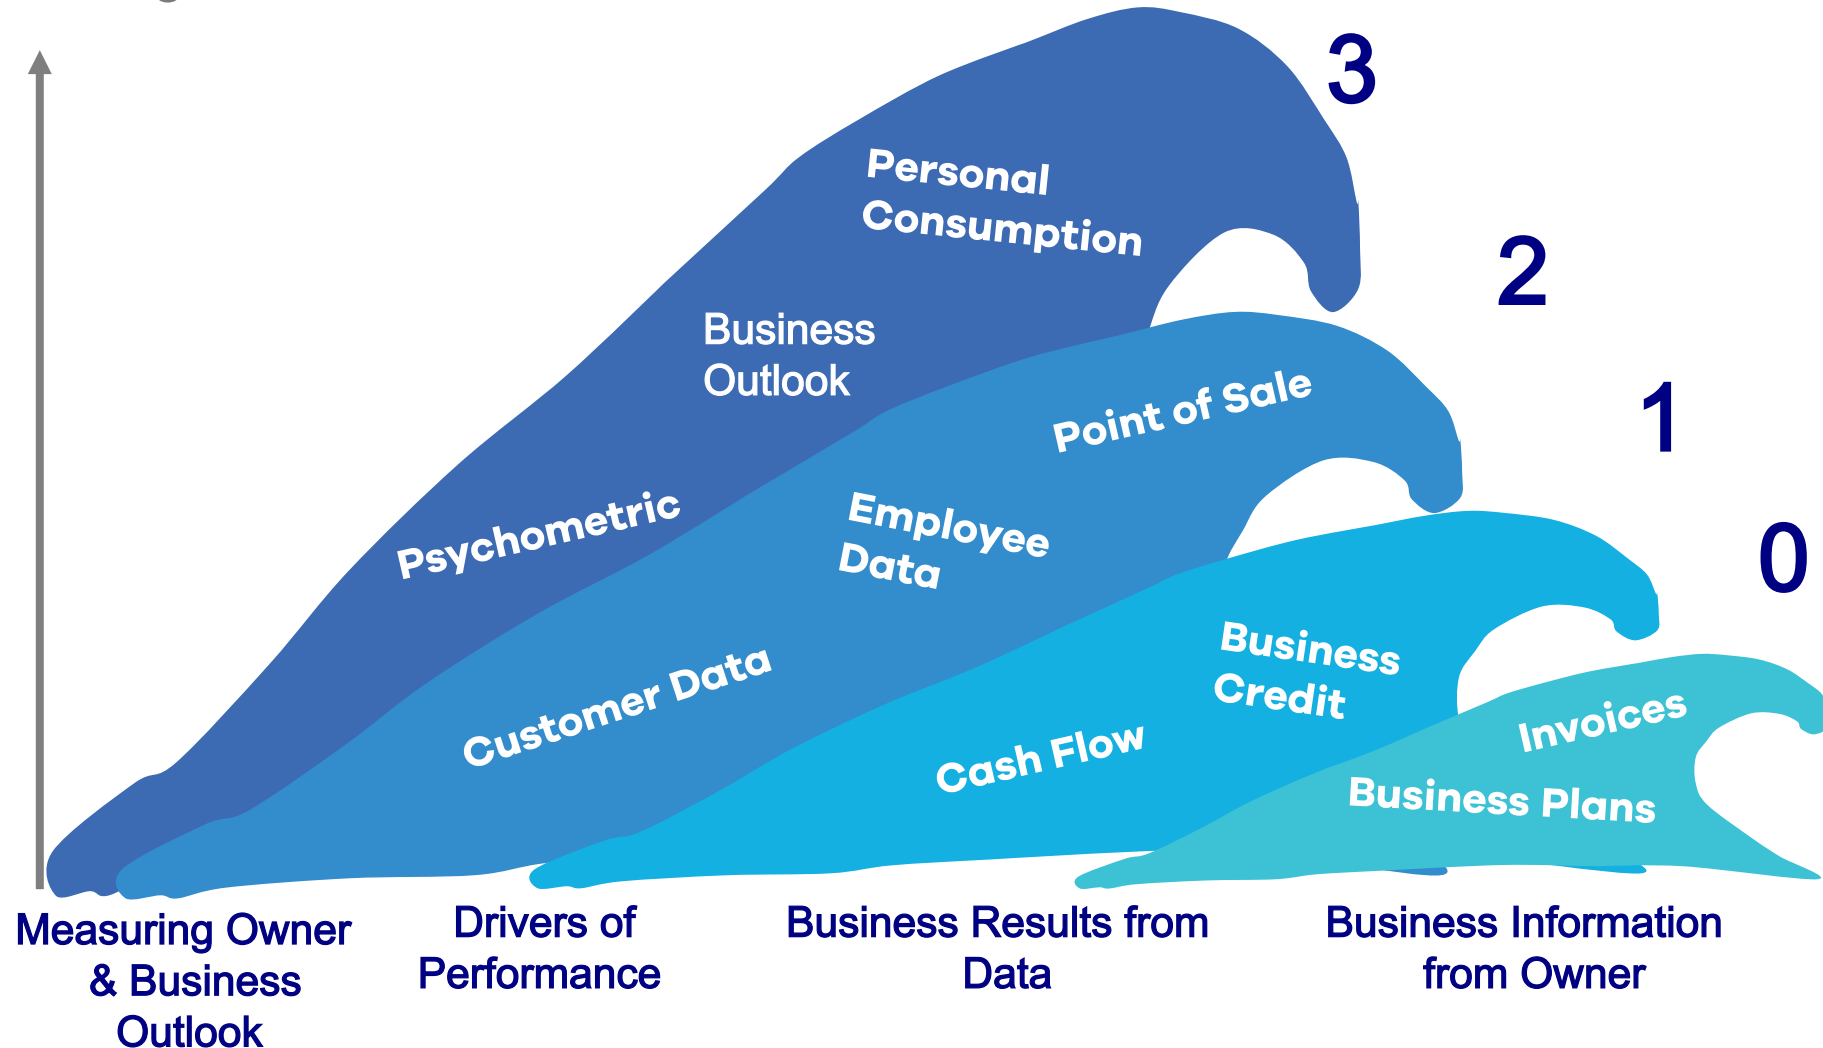 3
Personal
Consumption
2
Business
Outlook
Point of Sale
1
Psychometric
Employee
Data
0
Customer Data
Business
Credit
Cash Flow
Invoices
Business Plans
Measuring Owner
& Business
Outlook
Drivers of
Performance
Business Results from
Data
Business Information
from Owner